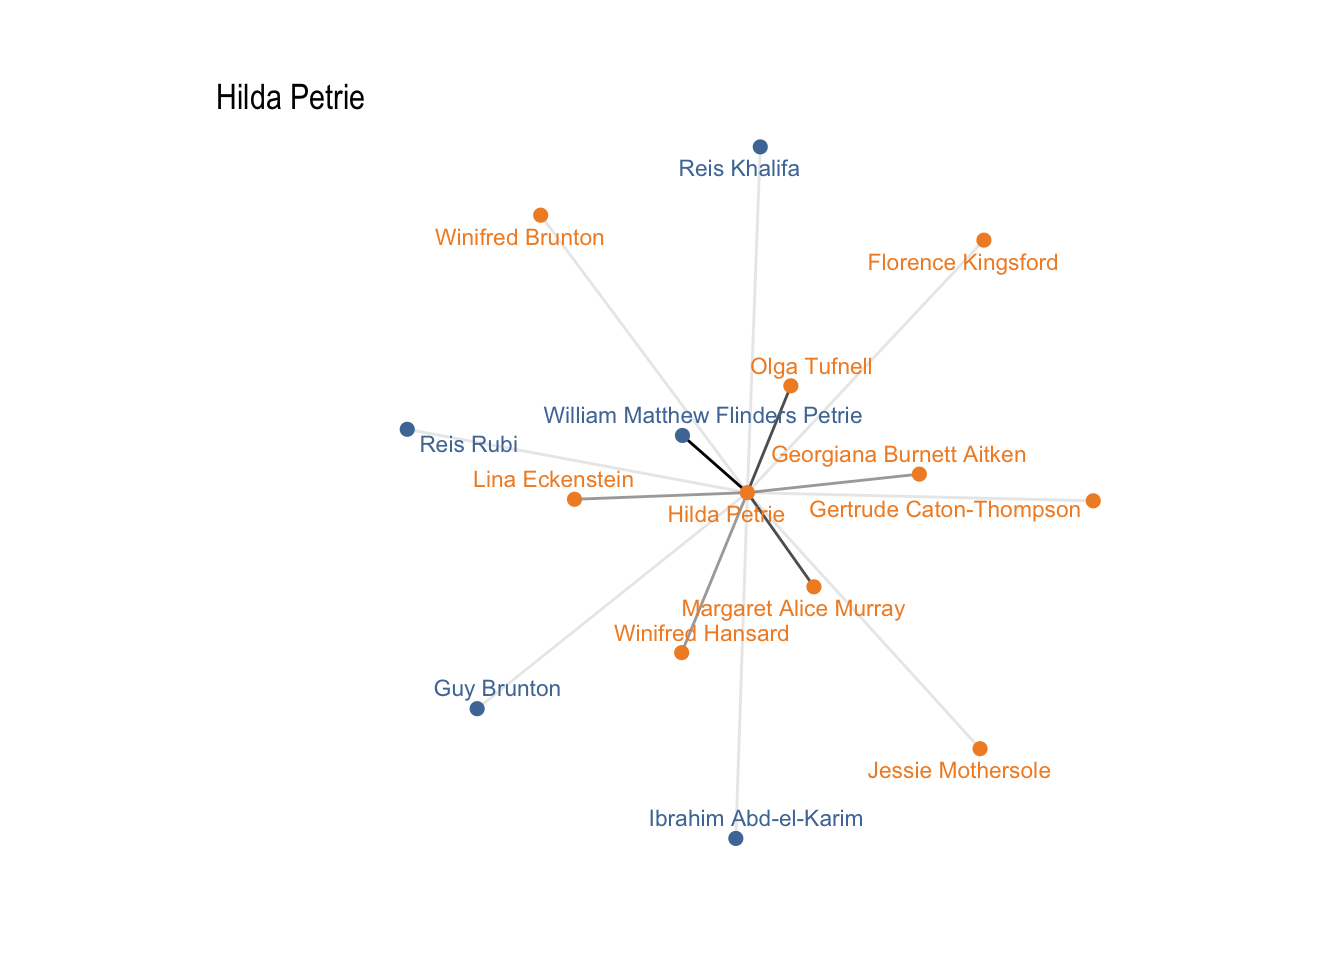 Hilda Petrie
Reis Khalifa
Winifred Brunton
Florence Kingsford
Olga Tufnell
William Matthew Flinders Petrie
Reis Rubi
Georgiana Burnett Aitken
Lina Eckenstein
Gertrude Caton-Thompson
Hilda Petrie
Margaret Alice Murray
Winifred Hansard
Guy Brunton
Jessie Mothersole
Ibrahim Abd-el-Karim